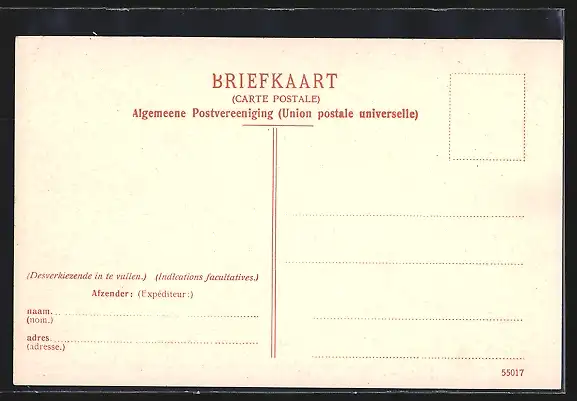 BRIEFKAART
(CARTE POSTALE)
Algemeene Postvereeniging (Union postale universelle)
(Desverkiezende in te vullen.) (Indications facultatives.)
Afzender: (Expéditeur:)
naam
(nom.)
adres
(adresse.)
55017